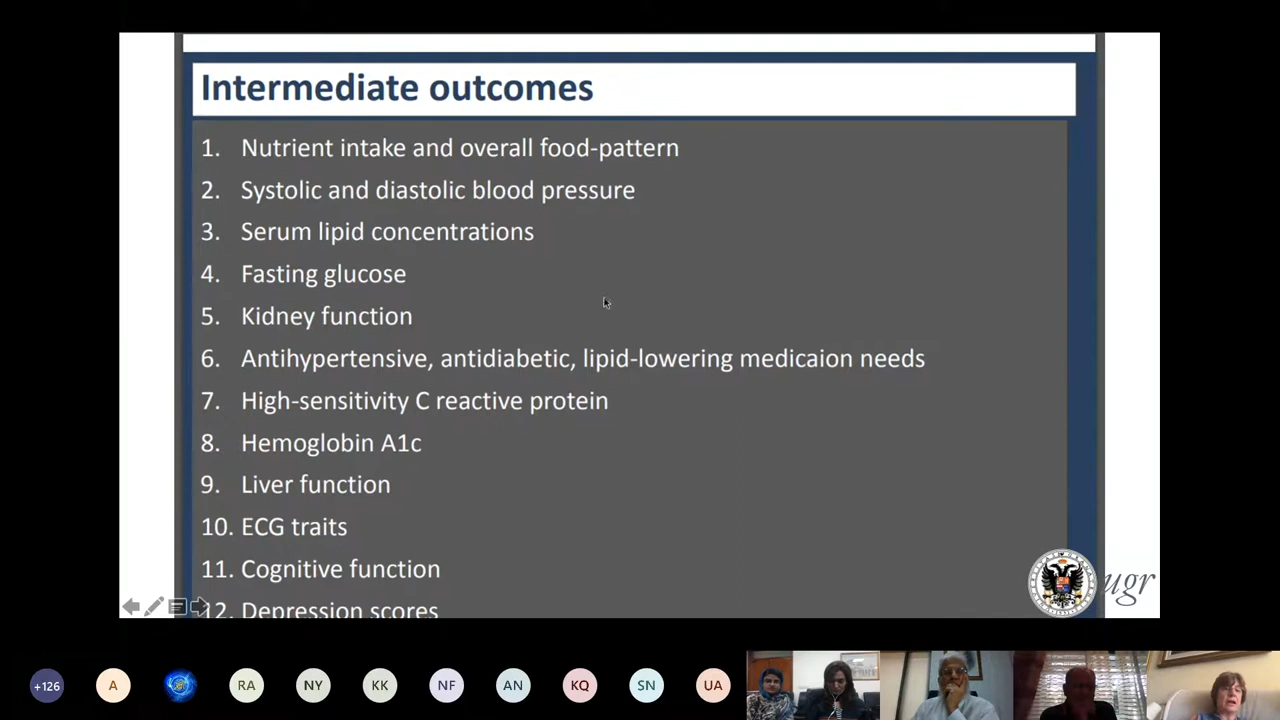 Intermediate outcomes
1. Nutrient intake and overall food-pattern
2. Systolic and diastolic blood pressure
3. Serum lipid concentrations
4. Fasting glucose
5. Kidney function
6. Antihypertensive, antidiabetic, lipid-lowering medicaion needs
7. High-sensitivity C reactive protein
8. Hemoglobin A1c
9. Liver function
10. ECG traits
11. Cognitive function
12. Depression scores
ugr
+126 A RA NY KK NF AN KQ SN UA